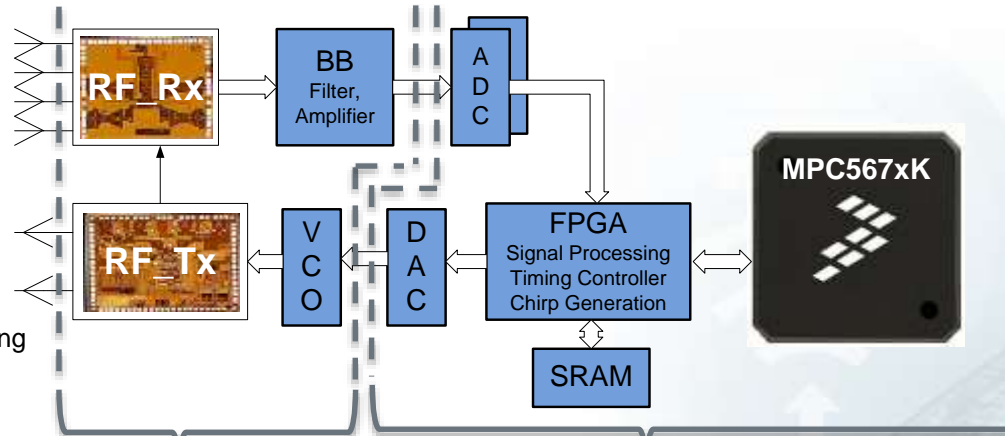 RF_Rx
BB
Filter,
Amplifier
A
D
C
MPC567xK
RF_Tx
V
C
O
D
A
C
FPGA
Signal Processing
Timing Controller
Chirp Generation
ng
SRAM